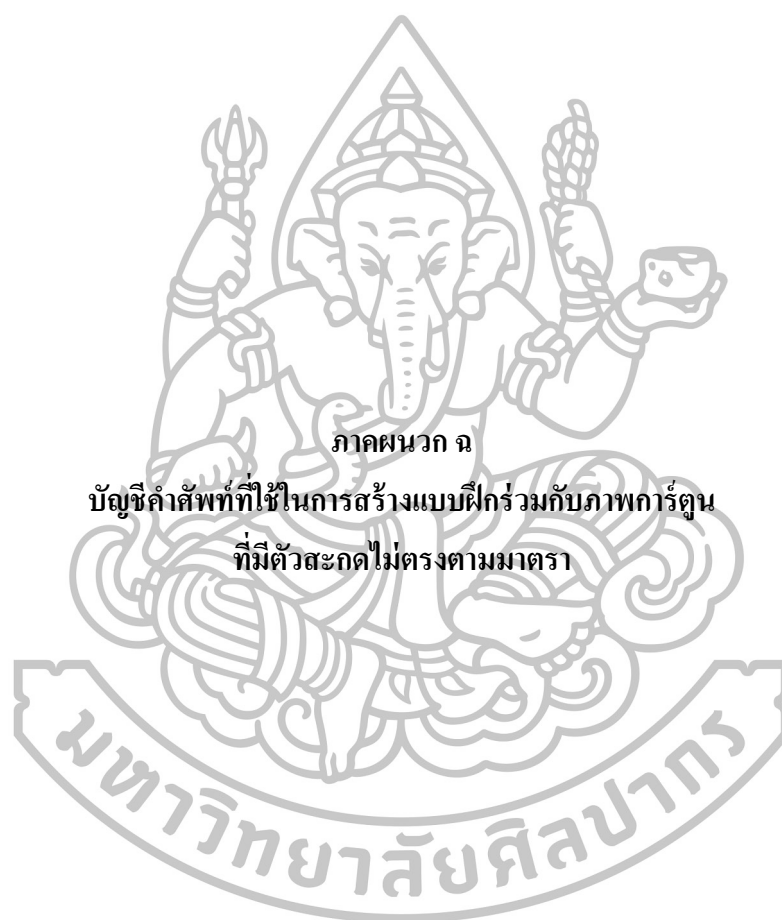 ภาคผนวก ฉ
บัญชีคำศัพท์ที่ใช้ในการสร้างแบบฝึกร่วมกับภาพการ์ตูน
ที่มีตัวสะกดไม่ตรงตามมาตรา
มหาวิทยาลัยศิลปากร